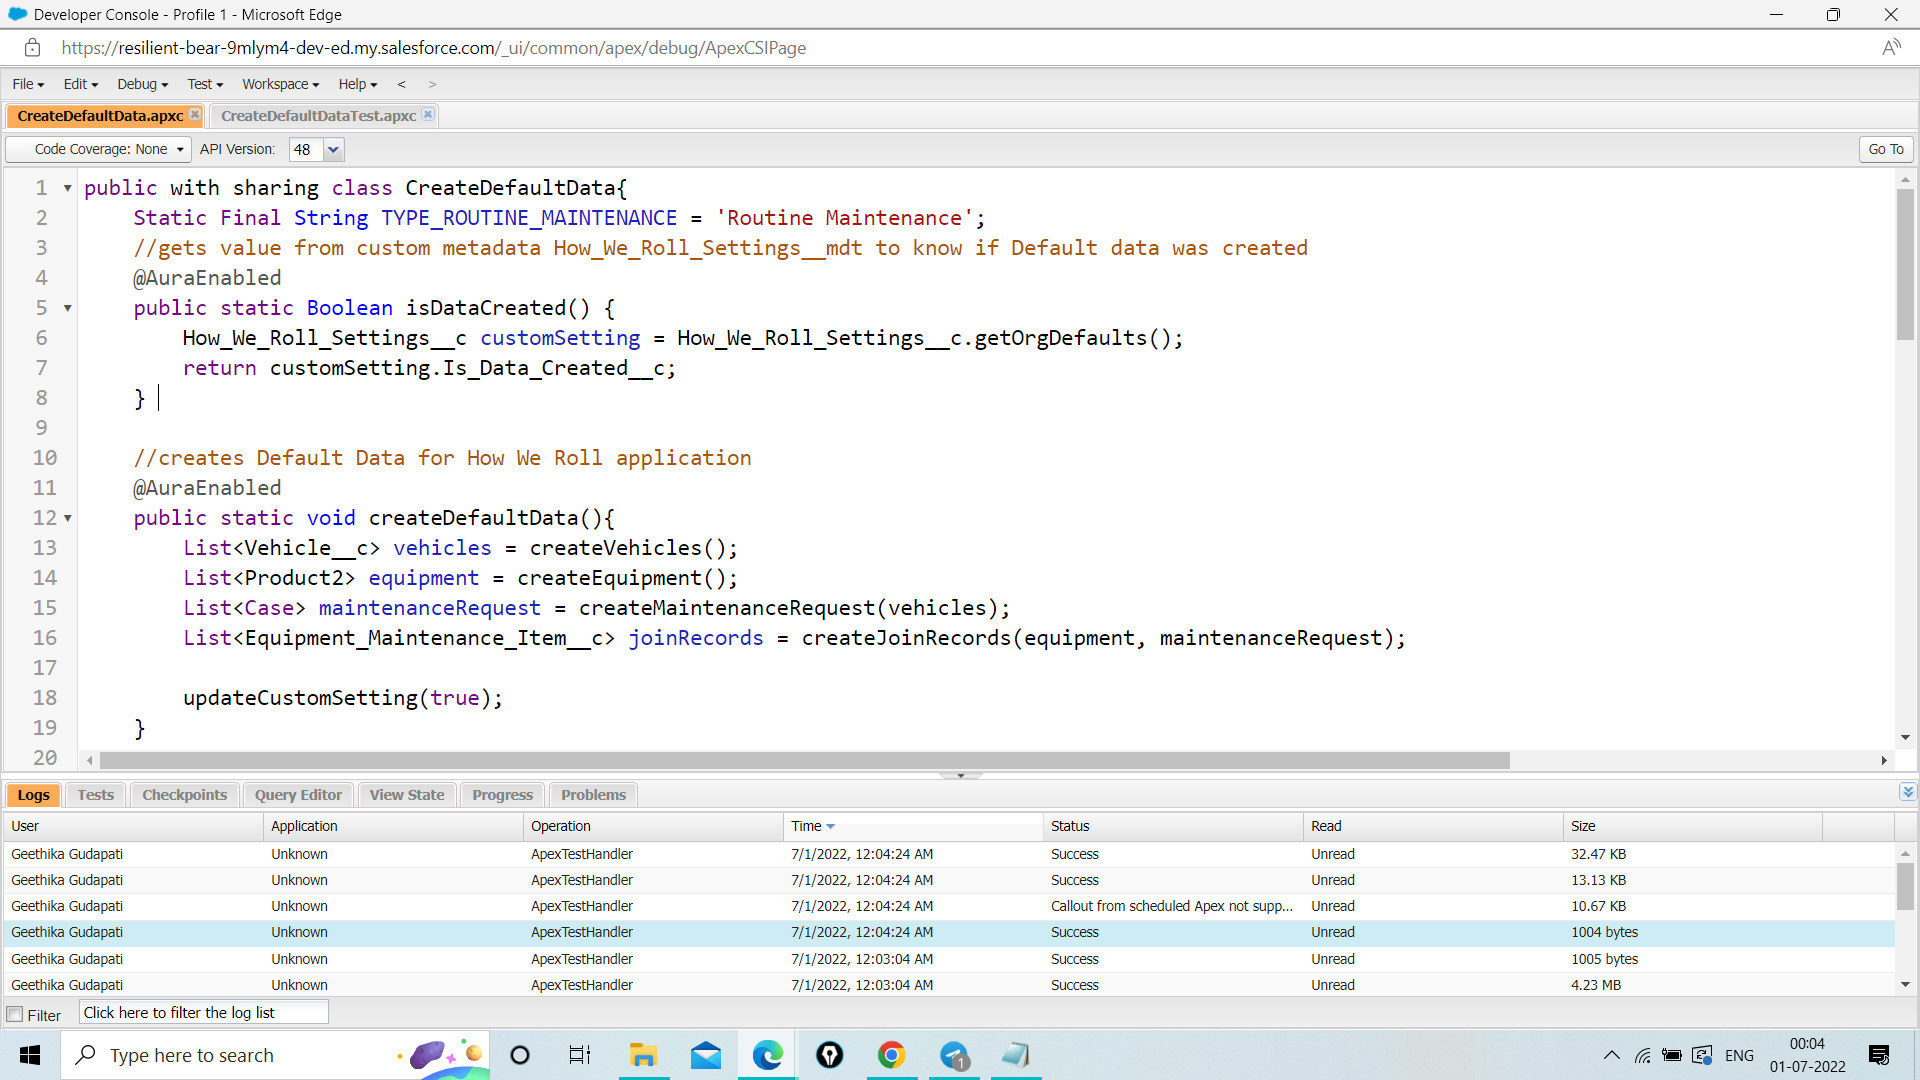 Developer Console - Profile 1 - Microsoft Edge
https://resilient-bear-9mlym4-dev-ed.my.salesforce.com/_ui/common/apex/debug/ApexCSIPage
File Edit Debug Test Workspace Help < >
CreateDefaultData.apxc CreateDefaultDataTest.apxc
Code Coverage: None API Version: 48 Go To
1 public with sharing class CreateDefaultData{
2 Static Final String TYPE_ROUTINE_MAINTENANCE = 'Routine Maintenance';
3 //gets value from custom metadata How_We_Roll_Settings__mdt to know if Default data was created
4 @AuraEnabled
5 public static Boolean isDataCreated() {
6 How_We_Roll_Settings__c customSetting = How_We_Roll_Settings__c.getOrgDefaults();
7 return customSetting.Is_Data_Created__c;
8 }
9
10 //creates Default Data for How We Roll application
11 @AuraEnabled
12 public static void createDefaultData(){
13 List<Vehicle__c> vehicles = createVehicles();
14 List<Product2> equipment = createEquipment();
15 List<Case> maintenanceRequest = createMaintenanceRequest(vehicles);
16 List<Equipment_Maintenance_Item__c> joinRecords = createJoinRecords(equipment, maintenanceRequest);
17
18 updateCustomSetting(true);
19 }
20
Logs Tests Checkpoints Query Editor View State Progress Problems
User Application Operation Time Status Read Size
Geethika Gudapati Unknown ApexTestHandler 7/1/2022, 12:04:24 AM Success Unread 32.47 KB
Geethika Gudapati Unknown ApexTestHandler 7/1/2022, 12:04:24 AM Success Unread 13.13 KB
Geethika Gudapati Unknown ApexTestHandler 7/1/2022, 12:04:24 AM Callout from scheduled Apex not supp... Unread 10.67 KB
Geethika Gudapati Unknown ApexTestHandler 7/1/2022, 12:04:24 AM Success Unread 1004 bytes
Geethika Gudapati Unknown ApexTestHandler 7/1/2022, 12:03:04 AM Success Unread 1005 bytes
Geethika Gudapati Unknown ApexTestHandler 7/1/2022, 12:03:04 AM Success Unread 4.23 MB
Filter Click here to filter the log list
Type here to search 1 ENG 00:04
01-07-2022